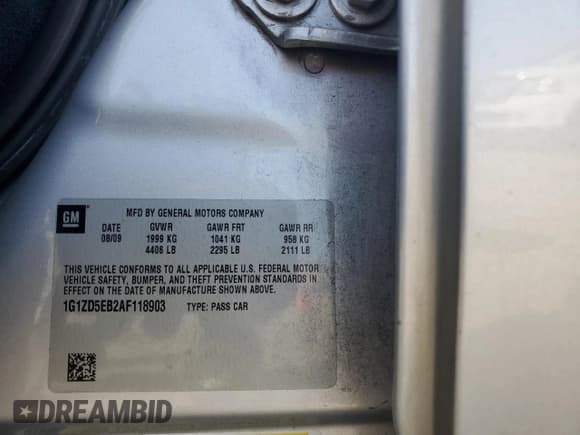 GM
MFD BY GENERAL MOTORS COMPANY
DATE GVWR GAWR FRT GAWR RR
08/09 1999 KG 1041 KG 958 KG
4406 LB 2295 LB 2111 LB
THIS VEHICLE CONFORMS TO ALL APPLICABLE U.S. FEDERAL MOTOR
VEHICLE SAFETY, BUMPER, AND THEFT PREVENTION STANDARDS IN
EFFECT ON THE DATE OF MANUFACTURE SHOWN ABOVE.
1G1ZD5EB2AF118903 TYPE: PASS CAR
DREAMBID